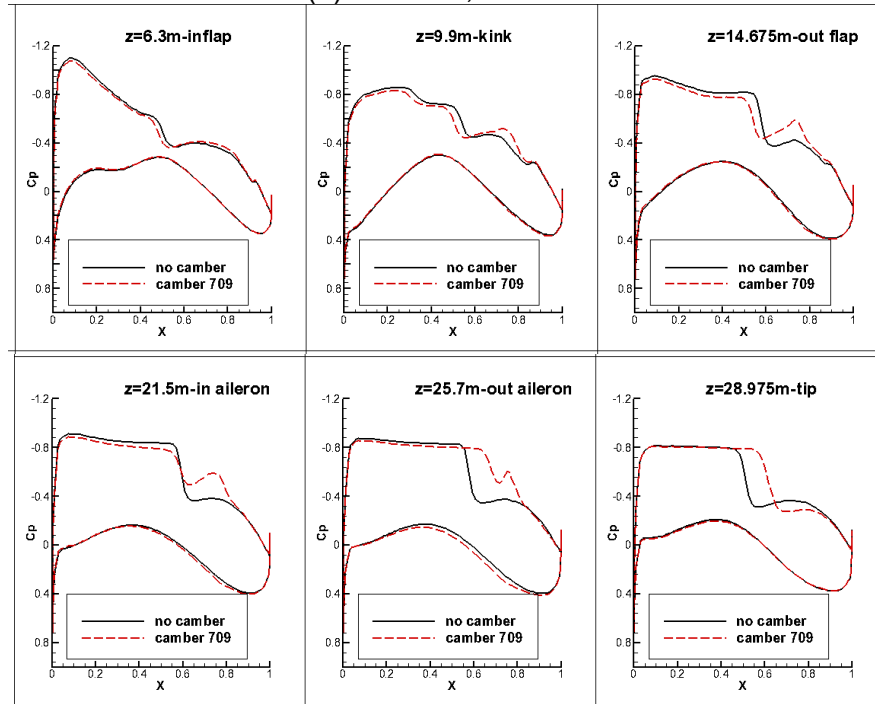 z=6.3m-inflap
-1.2
-0.8
-0.4
0
0.4
0.8
Cp
0 0.2 0.4 0.6 0.8 1
X
no camber
camber 709
z=9.9m-kink
-1.2
-0.8
-0.4
0
0.4
0.8
Cp
0 0.2 0.4 0.6 0.8 1
X
no camber
camber 709
z=14.675m-out flap
-1.2
-0.8
-0.4
0
0.4
0.8
Cp
0 0.2 0.4 0.6 0.8 1
X
no camber
camber 709
z=21.5m-in aileron
-1.2
-0.8
-0.4
0
0.4
0.8
Cp
0 0.2 0.4 0.6 0.8 1
X
no camber
camber 709
z=25.7m-out aileron
-1.2
-0.8
-0.4
0
0.4
0.8
Cp
0 0.2 0.4 0.6 0.8 1
X
no camber
camber 709
z=28.975m-tip
-1.2
-0.8
-0.4
0
0.4
0.8
Cp
0 0.2 0.4 0.6 0.8 1
X
no camber
camber 709